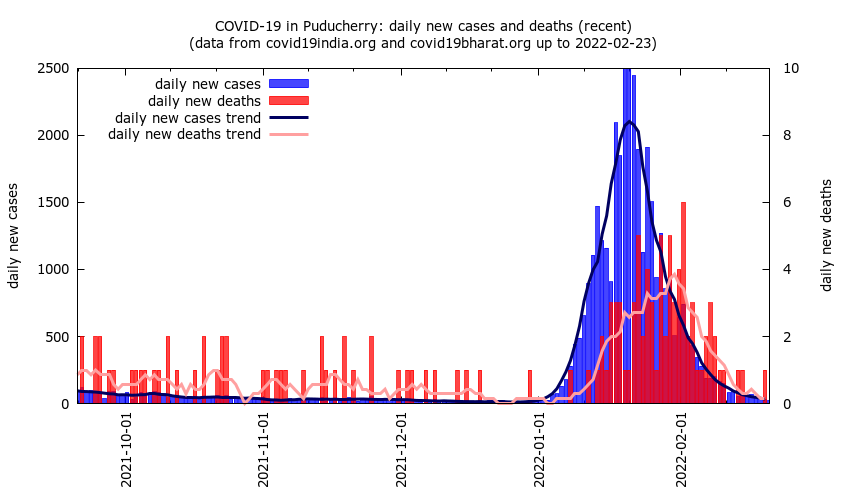 COVID-19 in Puducherry: daily new cases and deaths (recent)
(data from covid19india.org and covid19bharat.org up to 2022-02-23)
daily new cases
daily new deaths
daily new cases trend
daily new deaths trend
2500
2000
1500
1000
500
0
10
8
6
4
2
0
daily new cases
daily new deaths
2021-10-01
2021-11-01
2021-12-01
2022-01-01
2022-02-01